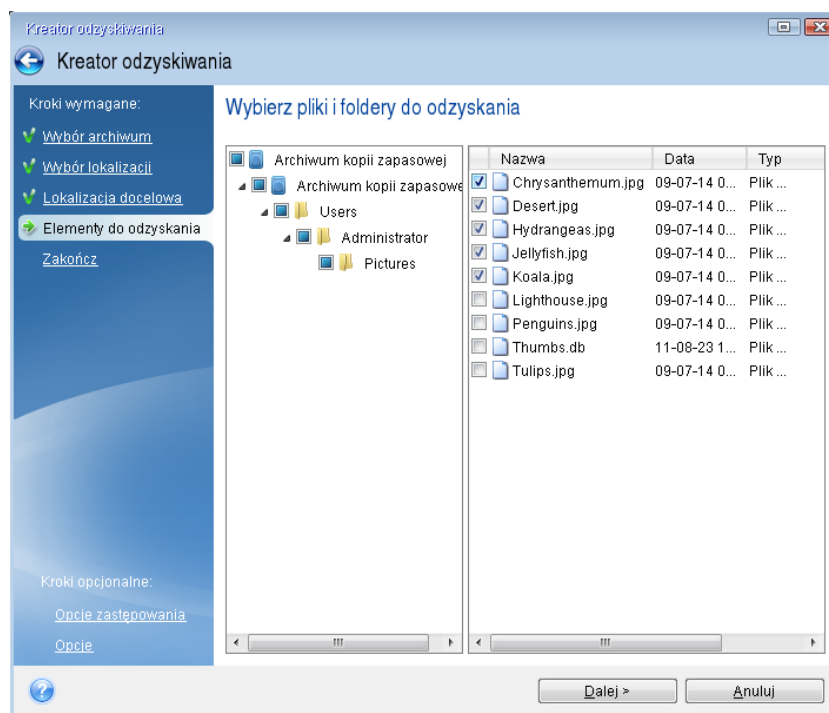 Kreator odzyskiwania
Kreator odzyskiwania
Kroki wymagane:
Wybór archiwum
Wybór lokalizacji
Lokalizacja docelowa
Elementy do odzyskania
Zakończ
Kroki opcjonalne:
Opcje zastępowania
Opcje
Wybierz pliki i foldery do odzyskania
Archiwum kopii zapasowej
Archiwum kopii zapasowe
Users
Administrator
Pictures
Nazwa Data Typ
Chrysanthemum.jpg 09-07-14 0... Plik ...
Desert.jpg 09-07-14 0... Plik ...
Hydrangeas.jpg 09-07-14 0... Plik ...
Jellyfish.jpg 09-07-14 0... Plik ...
Koala.jpg 09-07-14 0... Plik ...
Lighthouse.jpg 09-07-14 0... Plik ...
Penguins.jpg 09-07-14 0... Plik ...
Thumbs.db 11-08-23 1... Plik ...
Tulips.jpg 09-07-14 0... Plik ...
Dalej > Anuluj